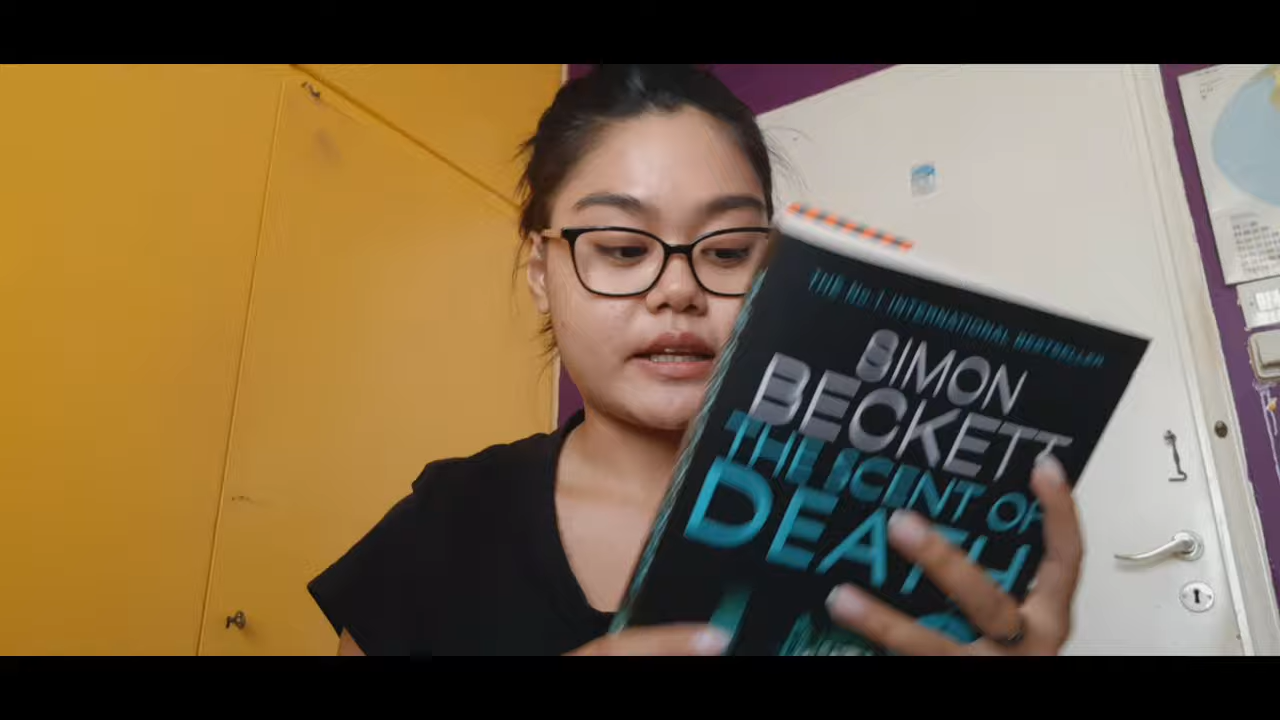 THE No.1 INTERNATIONAL BESTSELLER
SIMON
BECKETT
THE SCENT OF
DEATH